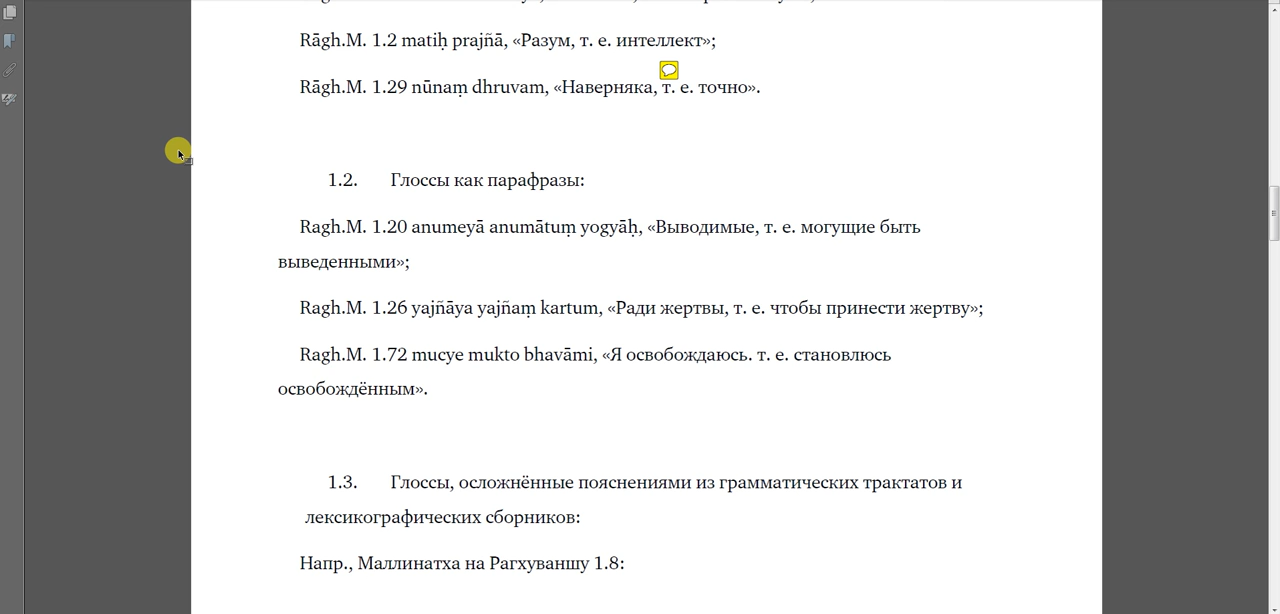 Rāgh.M. 1.2 matiḥ prajñā, «Разум, т. е. интеллект»;
Rāgh.M. 1.29 nūnaṃ dhruvam, «Наверняка, т. е. точно».
1.2. Глоссы как парафразы:
Ragh.M. 1.20 anumeyā anumātuṃ yogyāḥ, «Выводимые, т. е. могущие быть
выведенными»;
Ragh.M. 1.26 yajñāya yajñaṃ kartum, «Ради жертвы, т. е. чтобы принести жертву»;
Ragh.M. 1.72 mucye mukto bhavāmi, «Я освобождаюсь. т. е. становлюсь
освобождённым».
1.3. Глоссы, осложнённые пояснениями из грамматических трактатов и
лексикографических сборников:
Напр., Маллинатха на Рагхуваншу 1.8: